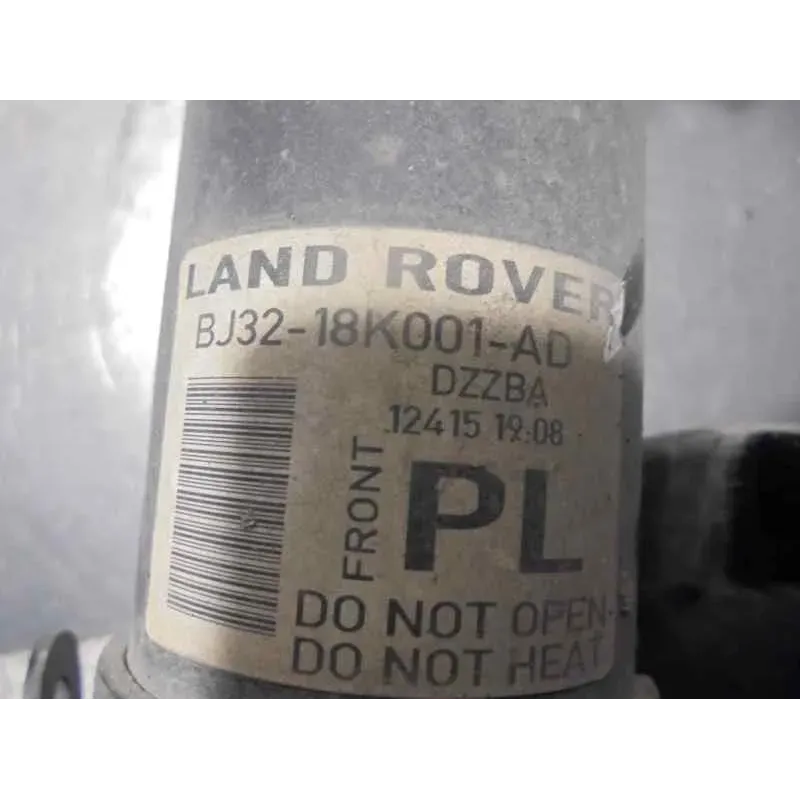 LAND ROVER
BJ32-18K001-AD
DZZBA
12415 19:08
FRONT
PL
DO NOT OPEN
DO NOT HEAT